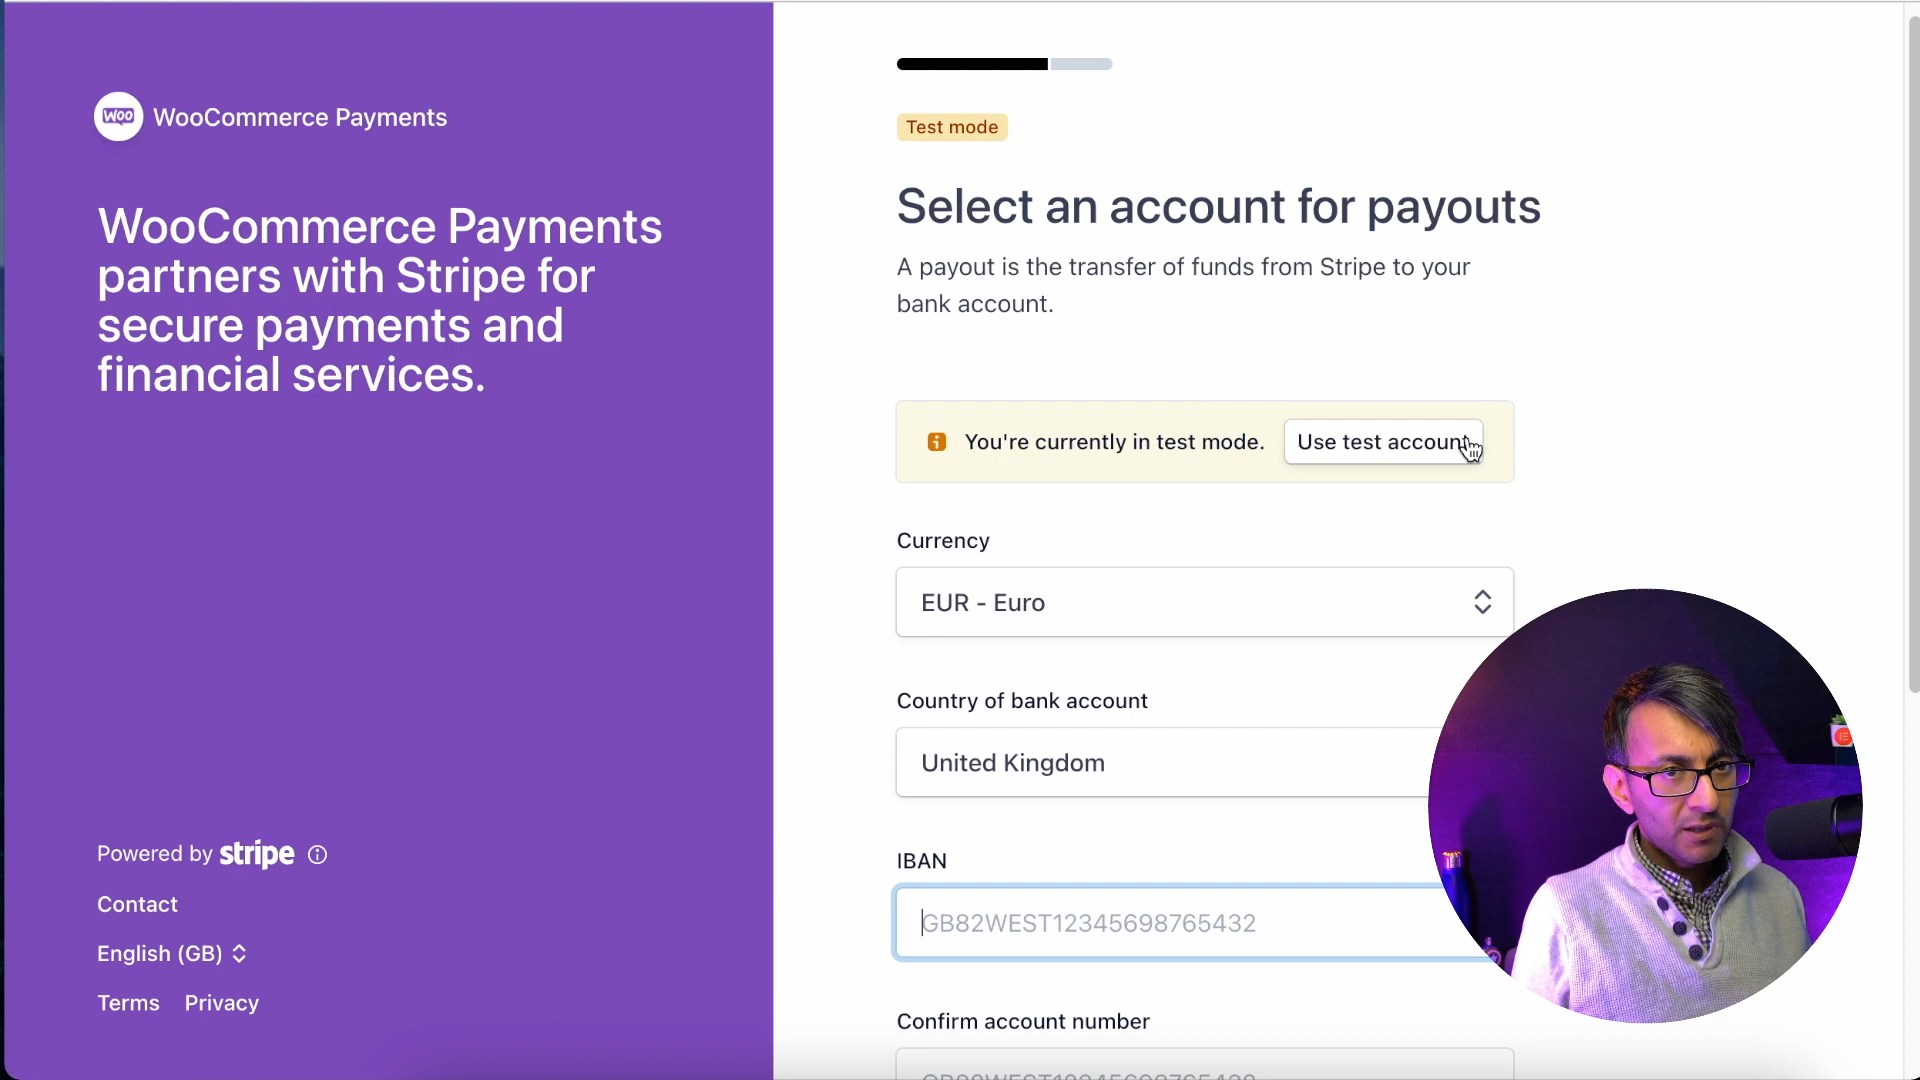 Woo WooCommerce Payments
WooCommerce Payments
partners with Stripe for
secure payments and
financial services.
Powered by stripe
Contact
English (GB)
Terms Privacy
Test mode
Select an account for payouts
A payout is the transfer of funds from Stripe to your
bank account.
You're currently in test mode. Use test account
Currency
EUR - Euro
Country of bank account
United Kingdom
IBAN
GB82WEST12345698765432
Confirm account number
GB82WEST12345698765432